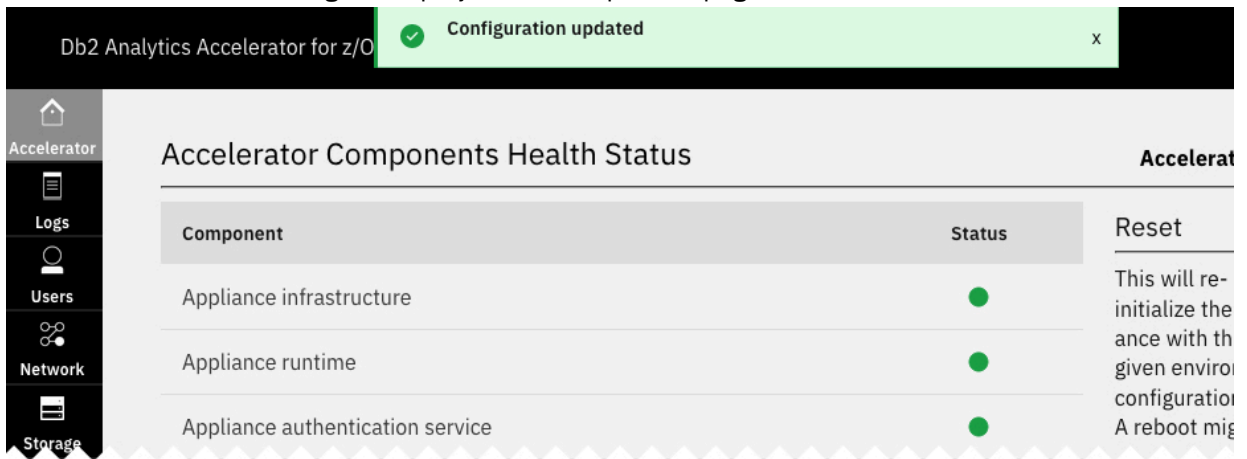 Db2 Analytics Accelerator for z/O
Configuration updated
x
Accelerator
Logs
Users
Network
Storage
Accelerator Components Health Status
Component Status
Appliance infrastructure
Appliance runtime
Appliance authentication service
Accelerat
Reset
This will re-
initialize the
ance with th
given enviro
configuration
A reboot mig